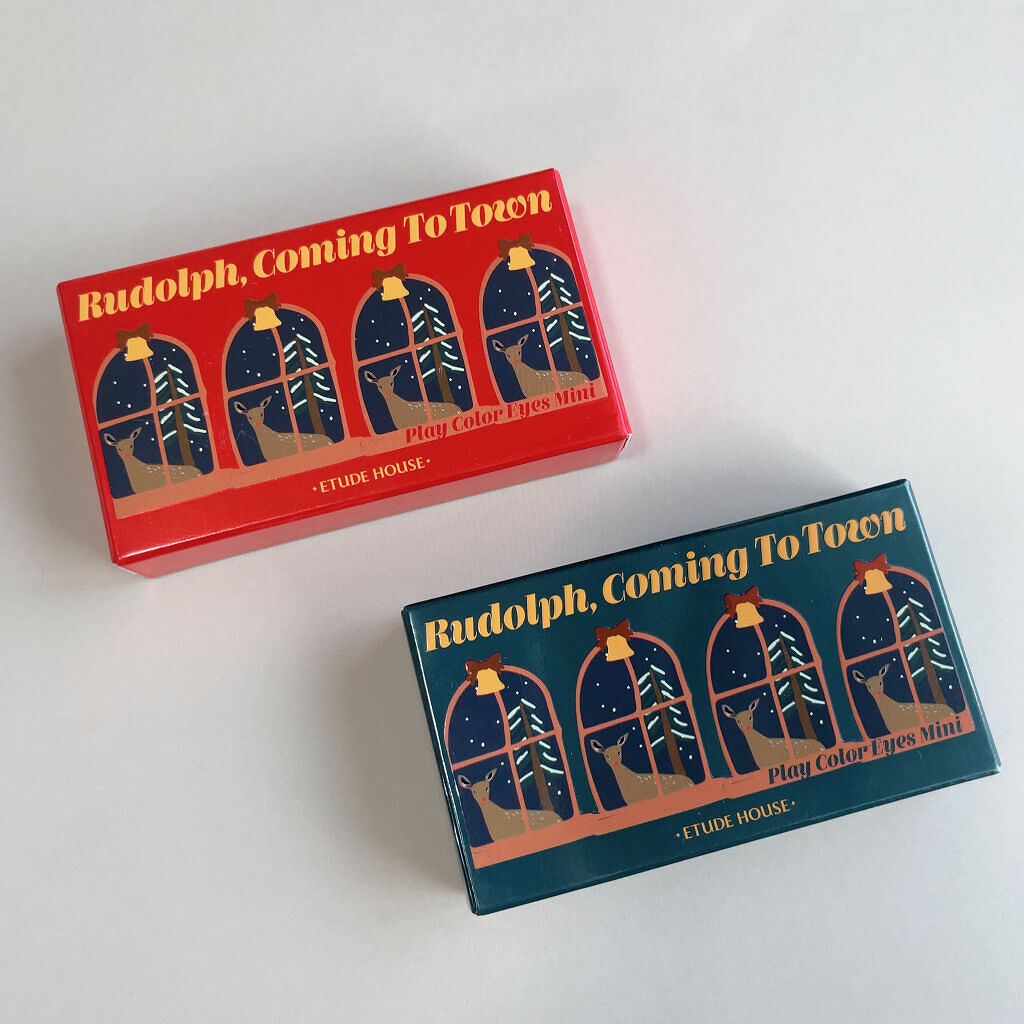 Rudolph, Coming To Town
Play Color Eyes Mini
•ETUDE HOUSE•
Rudolph, Coming To Town
Play Color Eyes Mini
•ETUDE HOUSE•